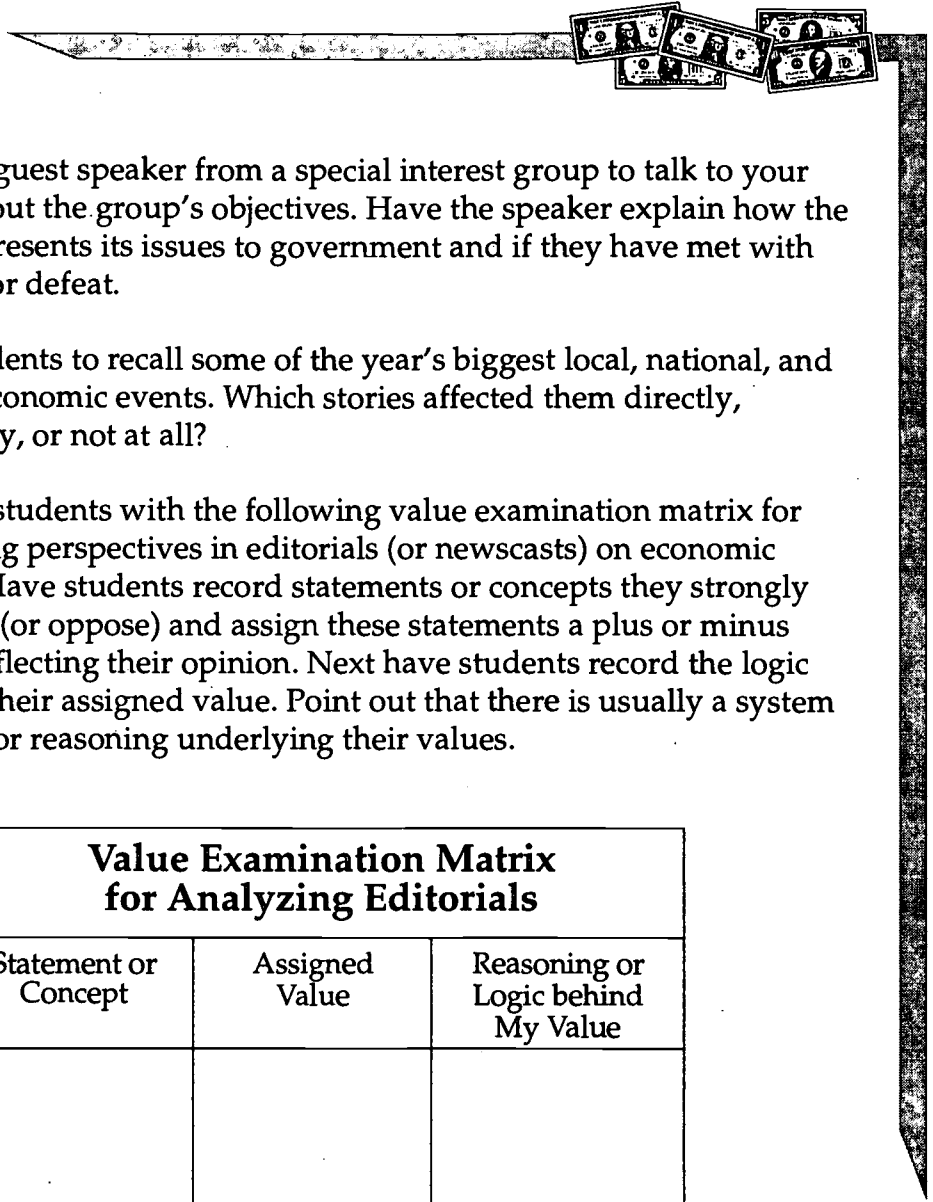 guest speaker from a special interest group to talk to your
out the group's objectives. Have the speaker explain how the
resents its issues to government and if they have met with
or defeat.
lents to recall some of the year's biggest local, national, and
conomic events. Which stories affected them directly,
y, or not at all?
students with the following value examination matrix for
g perspectives in editorials (or newscasts) on economic
Have students record statements or concepts they strongly
(or oppose) and assign these statements a plus or minus
flecting their opinion. Next have students record the logic
heir assigned value. Point out that there is usually a system
or reasoning underlying their values.
Value Examination Matrix
for Analyzing Editorials
Statement or
Concept
Assigned
Value
Reasoning or
Logic behind
My Value